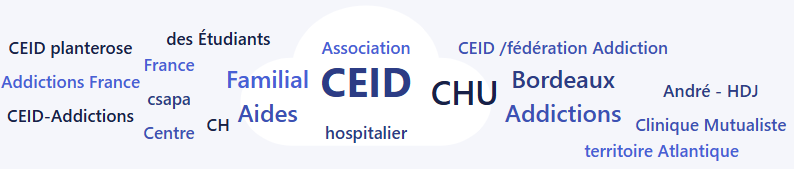 CEID planterose
des Étudiants
Association
CEID /fédération Addiction
France
Addictions France
Familial
CEID
CHU
Bordeaux
André - HDJ
csapa
CEID-Addictions
Centre
CH
Aides
hospitalier
Addictions
Clinique Mutualiste
territoire Atlantique